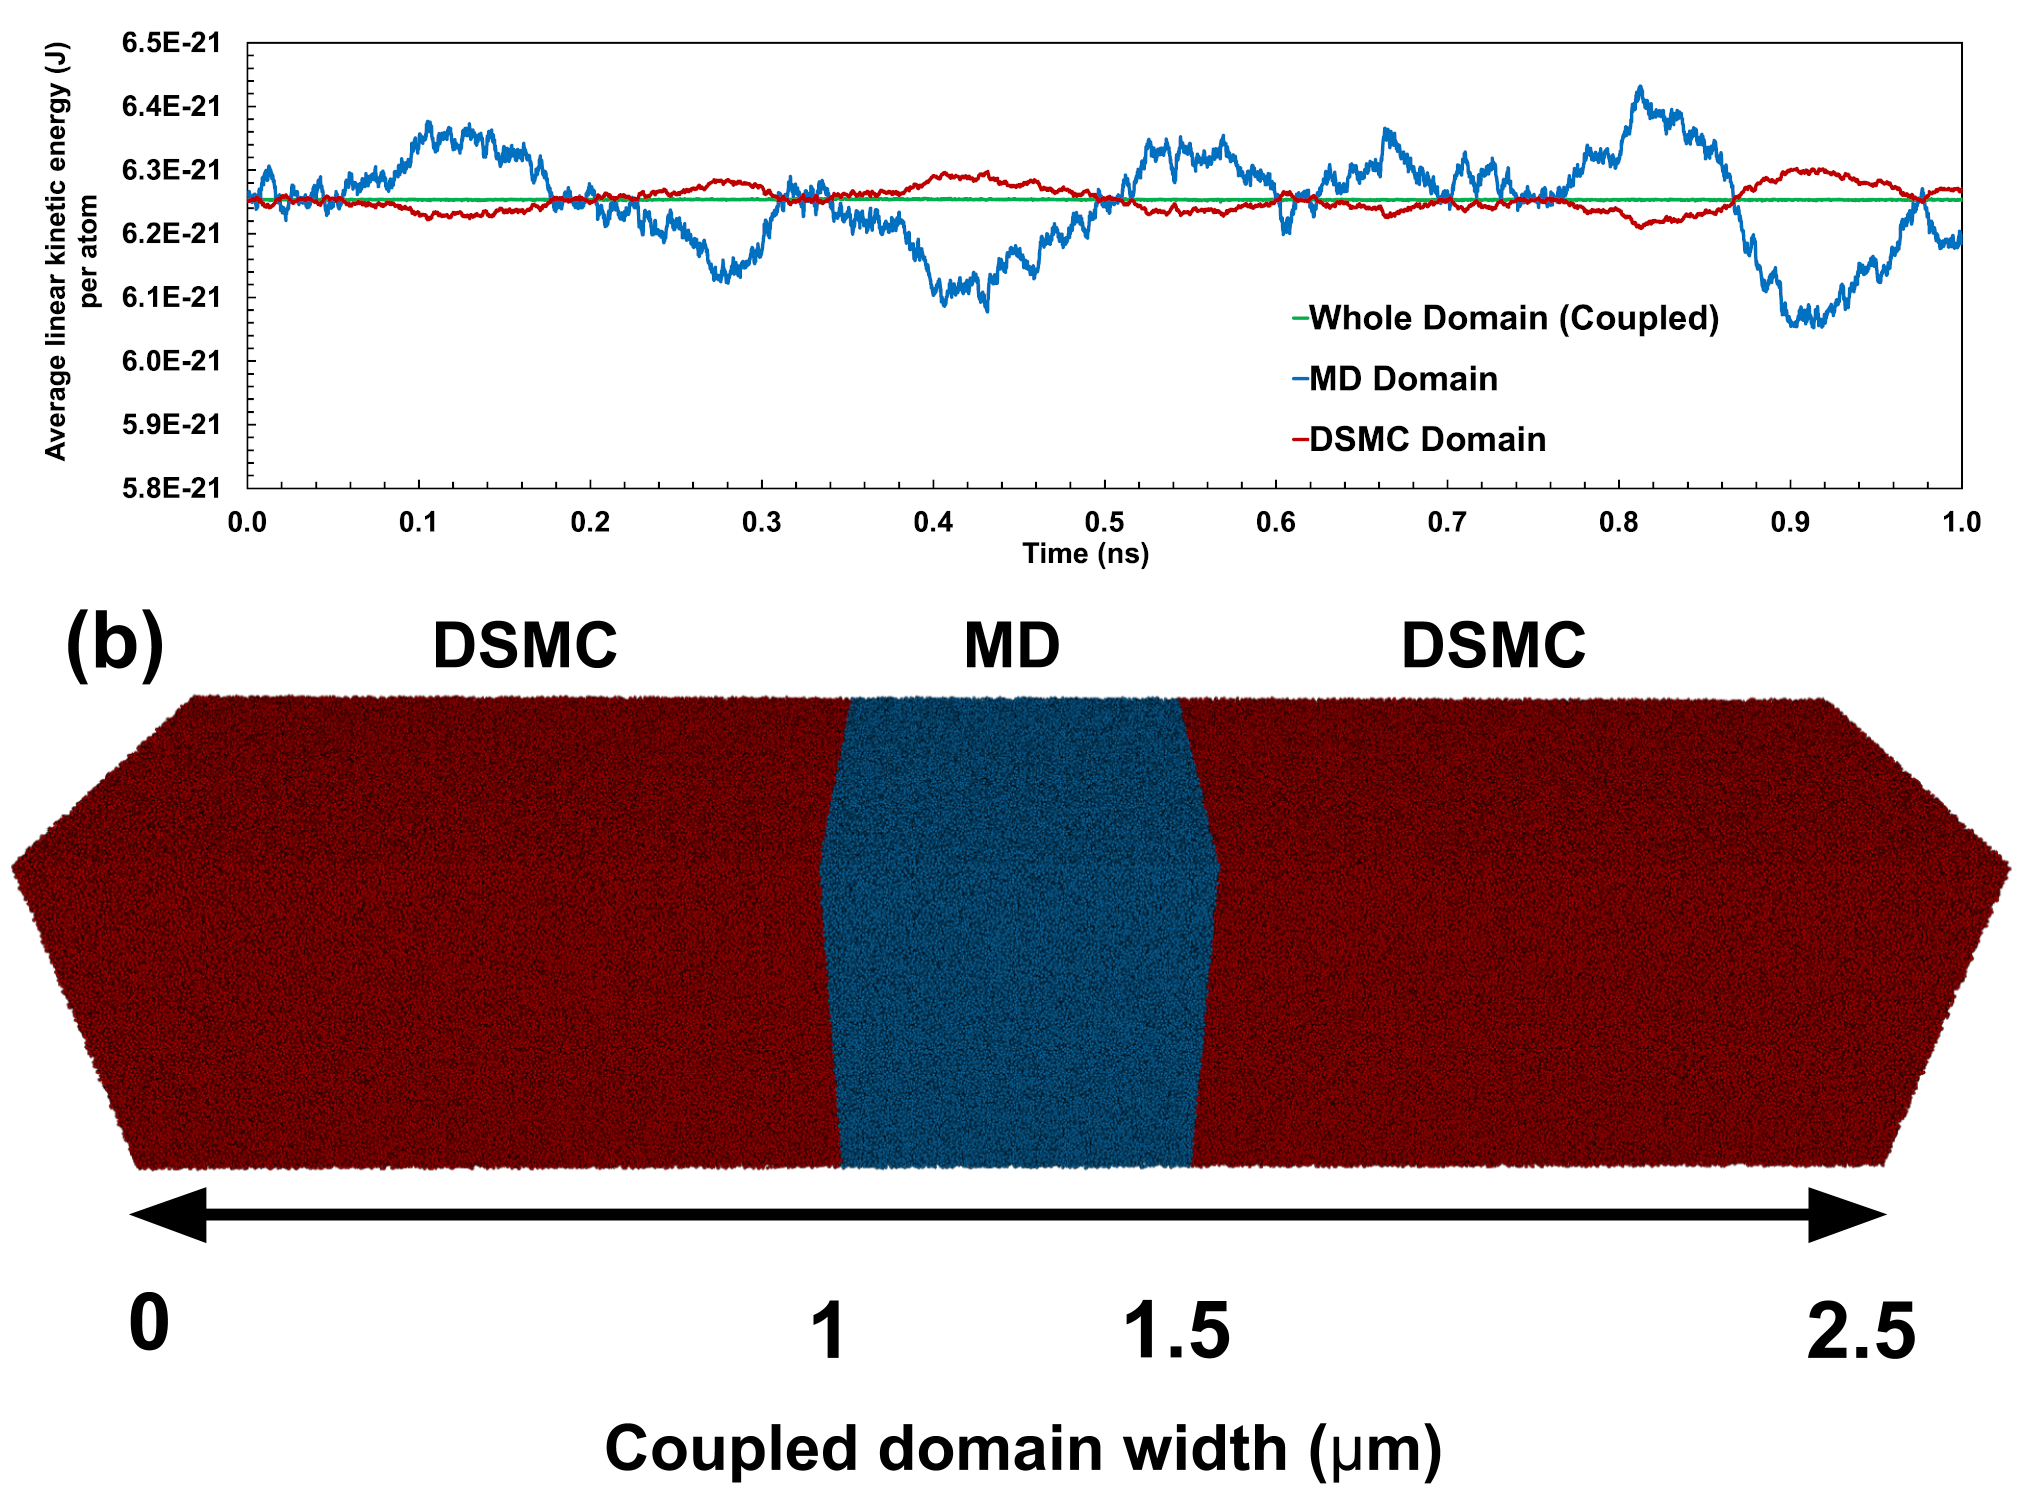 Average linear kinetic energy (J)
per atom
6.5E-21
6.4E-21
6.3E-21
6.2E-21
6.1E-21
6.0E-21
5.9E-21
5.8E-21
Whole Domain (Coupled)
MD Domain
DSMC Domain
0.0 0.1 0.2 0.3 0.4 0.5 0.6 0.7 0.8 0.9 1.0
Time (ns)
(b) DSMC MD DSMC
0 1 1.5 2.5
Coupled domain width (μm)